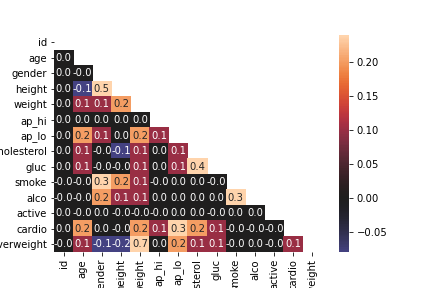 id
age 0.0
gender 0.0 -0.0
height 0.0 -0.1 0.5
weight 0.0 0.1 0.1 0.2
ap_hi 0.0 0.0 0.0 0.0 0.0
ap_lo 0.0 0.2 0.1 0.0 0.2 0.1
holesterol 0.0 0.1 -0.0 -0.1 0.1 0.0 0.1
gluc 0.0 0.1 -0.0 -0.0 0.1 0.0 0.1 0.4
smoke -0.0 -0.0 0.3 0.2 0.1 -0.0 0.0 0.0 -0.0
alco 0.0 -0.0 0.2 0.1 0.1 0.0 0.0 0.0 0.0 0.3
active 0.0 -0.0 0.0 -0.0 -0.0 -0.0 -0.0 0.0 -0.0 0.0 0.0
cardio 0.0 0.2 0.0 -0.0 0.2 0.1 0.3 0.2 0.1 -0.0 -0.0 -0.0
verweight -0.0 0.1 -0.1 -0.2 0.7 0.0 0.2 0.1 0.1 -0.0 0.0 -0.0 0.1
id
age
ender
eight
eight
ap_hi
ap_lo
sterol
gluc
moke
alco
active
ardio
eight
0.20
0.15
0.10
0.05
0.00
−0.05